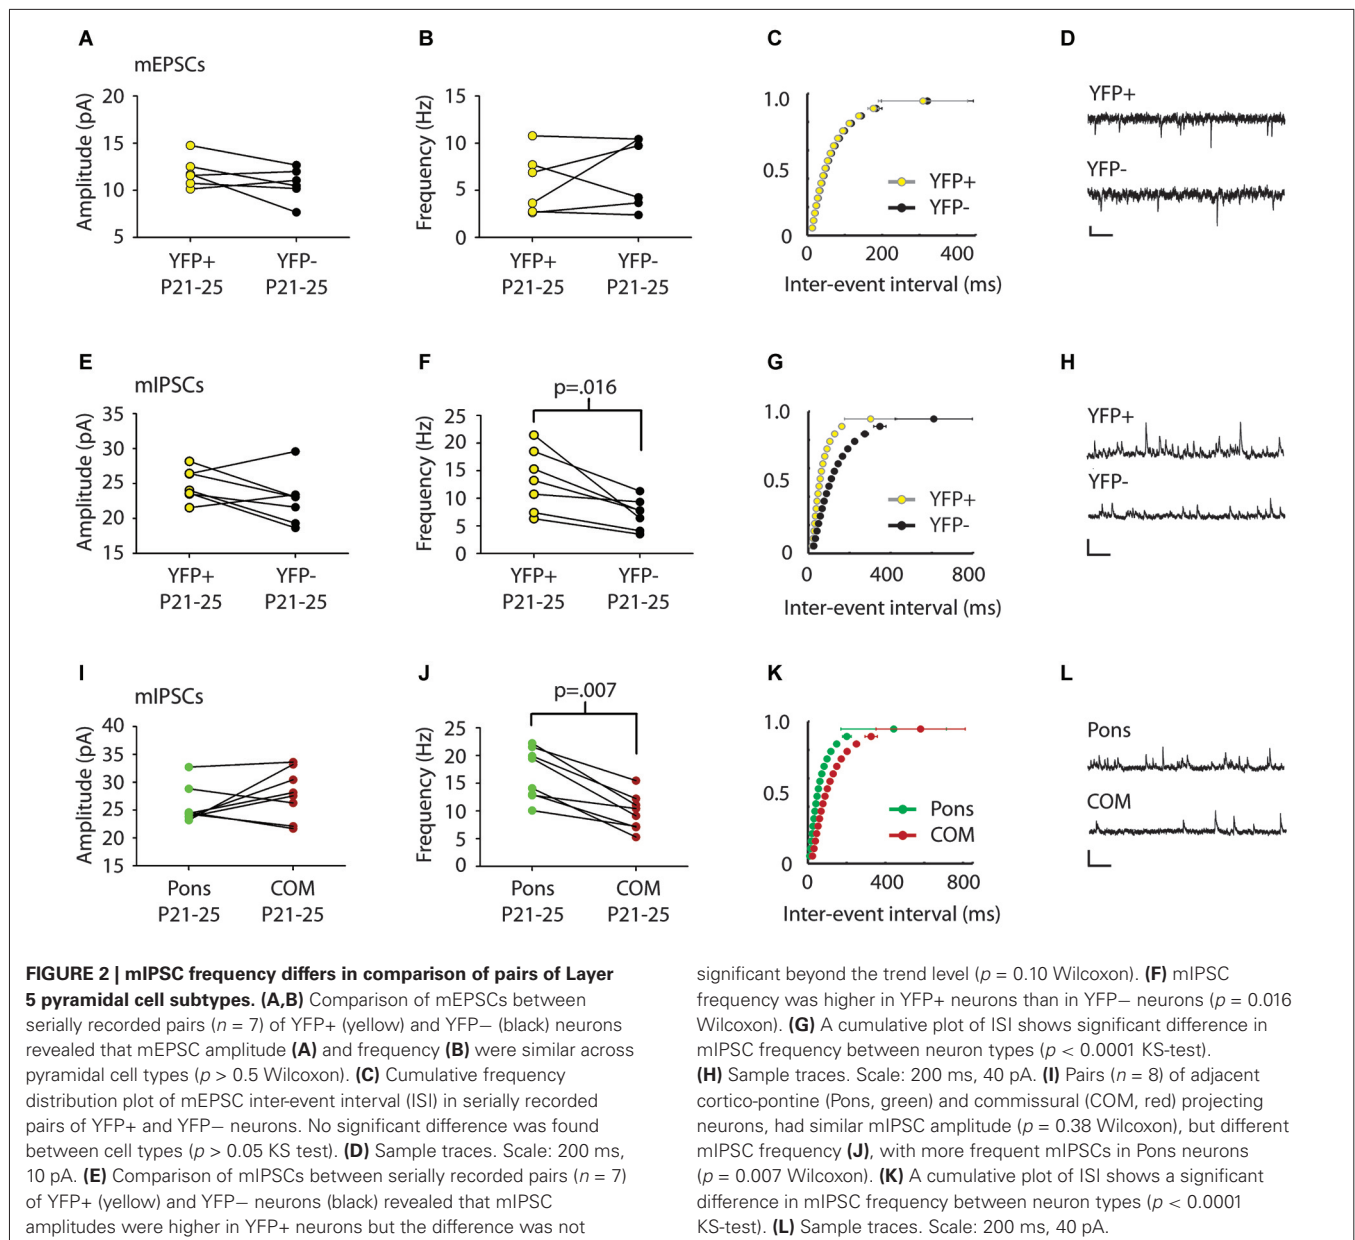 A
B
C
D
mEPSCs
Amplitude (pA)
20
15
10
5
YFP+
P21-25
YFP-
P21-25
Frequency (Hz)
15
10
5
0
YFP+
P21-25
YFP-
P21-25
1.0
0.5
0
0
200
400
YFP+
YFP-
Inter-event interval (ms)
YFP+
YFP-
E
F
G
H
mIPSCs
Amplitude (pA)
35
30
25
20
15
YFP+
P21-25
YFP-
P21-25
p=.016
Frequency (Hz)
25
20
15
10
5
0
YFP+
P21-25
YFP-
P21-25
1.0
0.5
0
0
400
800
YFP+
YFP-
Inter-event interval (ms)
YFP+
YFP-
I
J
K
L
mIPSCs
Amplitude (pA)
40
35
30
25
20
15
Pons
P21-25
COM
P21-25
p=.007
Frequency (Hz)
25
20
15
10
5
0
Pons
P21-25
COM
P21-25
1.0
0.5
0
0
400
800
Pons
COM
Inter-event interval (ms)
Pons
COM
FIGURE 2 | mIPSC frequency differs in comparison of pairs of Layer
5 pyramidal cell subtypes. (A,B) Comparison of mEPSCs between
serially recorded pairs (n = 7) of YFP+ (yellow) and YFP− (black) neurons
revealed that mEPSC amplitude (A) and frequency (B) were similar across
pyramidal cell types (p > 0.5 Wilcoxon). (C) Cumulative frequency
distribution plot of mEPSC inter-event interval (ISI) in serially recorded
pairs of YFP+ and YFP− neurons. No significant difference was found
between cell types (p > 0.05 KS test). (D) Sample traces. Scale: 200 ms,
10 pA. (E) Comparison of mIPSCs between serially recorded pairs (n = 7)
of YFP+ (yellow) and YFP− neurons (black) revealed that mIPSC
amplitudes were higher in YFP+ neurons but the difference was not
significant beyond the trend level (p = 0.10 Wilcoxon). (F) mIPSC
frequency was higher in YFP+ neurons than in YFP− neurons (p = 0.016
Wilcoxon). (G) A cumulative plot of ISI shows significant difference in
mIPSC frequency between neuron types (p < 0.0001 KS-test).
(H) Sample traces. Scale: 200 ms, 40 pA. (I) Pairs (n = 8) of adjacent
cortico-pontine (Pons, green) and commissural (COM, red) projecting
neurons, had similar mIPSC amplitude (p = 0.38 Wilcoxon), but different
mIPSC frequency (J), with more frequent mIPSCs in Pons neurons
(p = 0.007 Wilcoxon). (K) A cumulative plot of ISI shows a significant
difference in mIPSC frequency between neuron types (p < 0.0001
KS-test). (L) Sample traces. Scale: 200 ms, 40 pA.